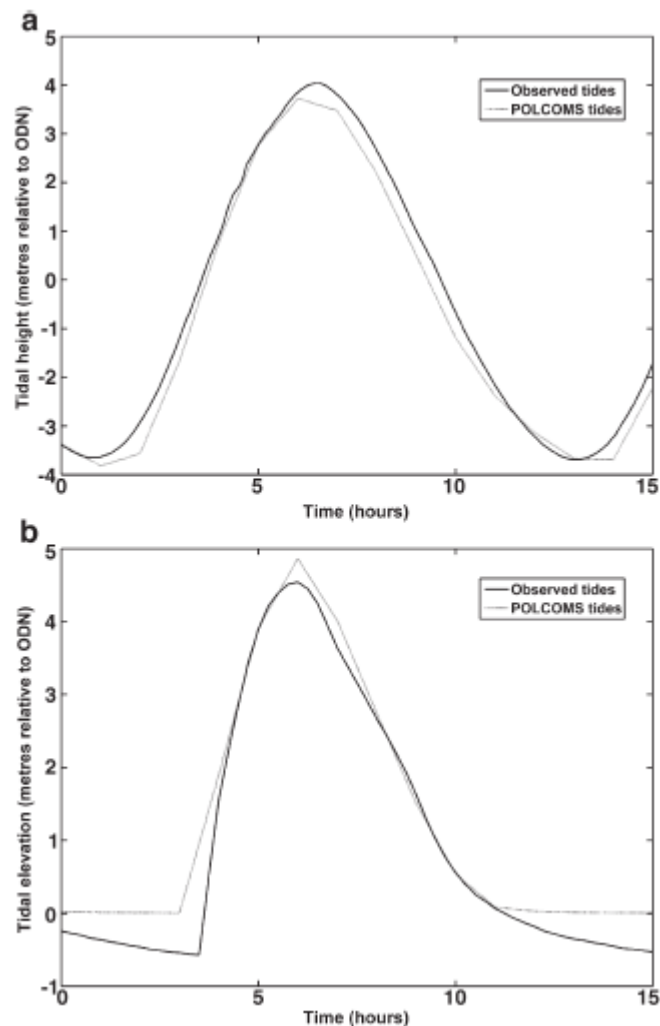 a
5
4
3
2
1
0
-1
-2
-3
-4
Tidal height (metres relative to ODN)
Observed tides
POLCOMS tides
0 5 10 15
Time (hours)
b
5
4
3
2
1
0
-1
Tidal elevation (metres relative to ODN)
Observed tides
POLCOMS tides
0 5 10 15
Time (hours)